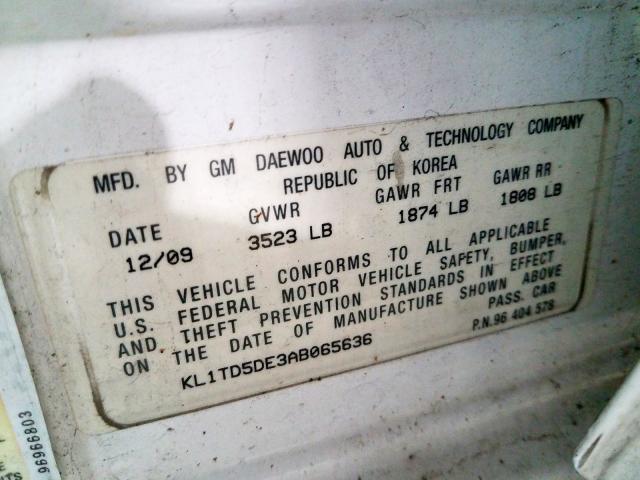 MFD. BY GM DAEWOO AUTO & TECHNOLOGY COMPANY
REPUBLIC OF KOREA
DATE GVWR GAWR FRT GAWR RR
12/09 3523 LB 1874 LB 1808 LB
THIS VEHICLE CONFORMS TO ALL APPLICABLE
U.S. FEDERAL MOTOR VEHICLE SAFETY, BUMPER,
AND THEFT PREVENTION STANDARDS IN EFFECT
ON THE DATE OF MANUFACTURE SHOWN ABOVE
PASS. CAR
KL1TD5DE3AB065636
P.N.96 404 578
96966803